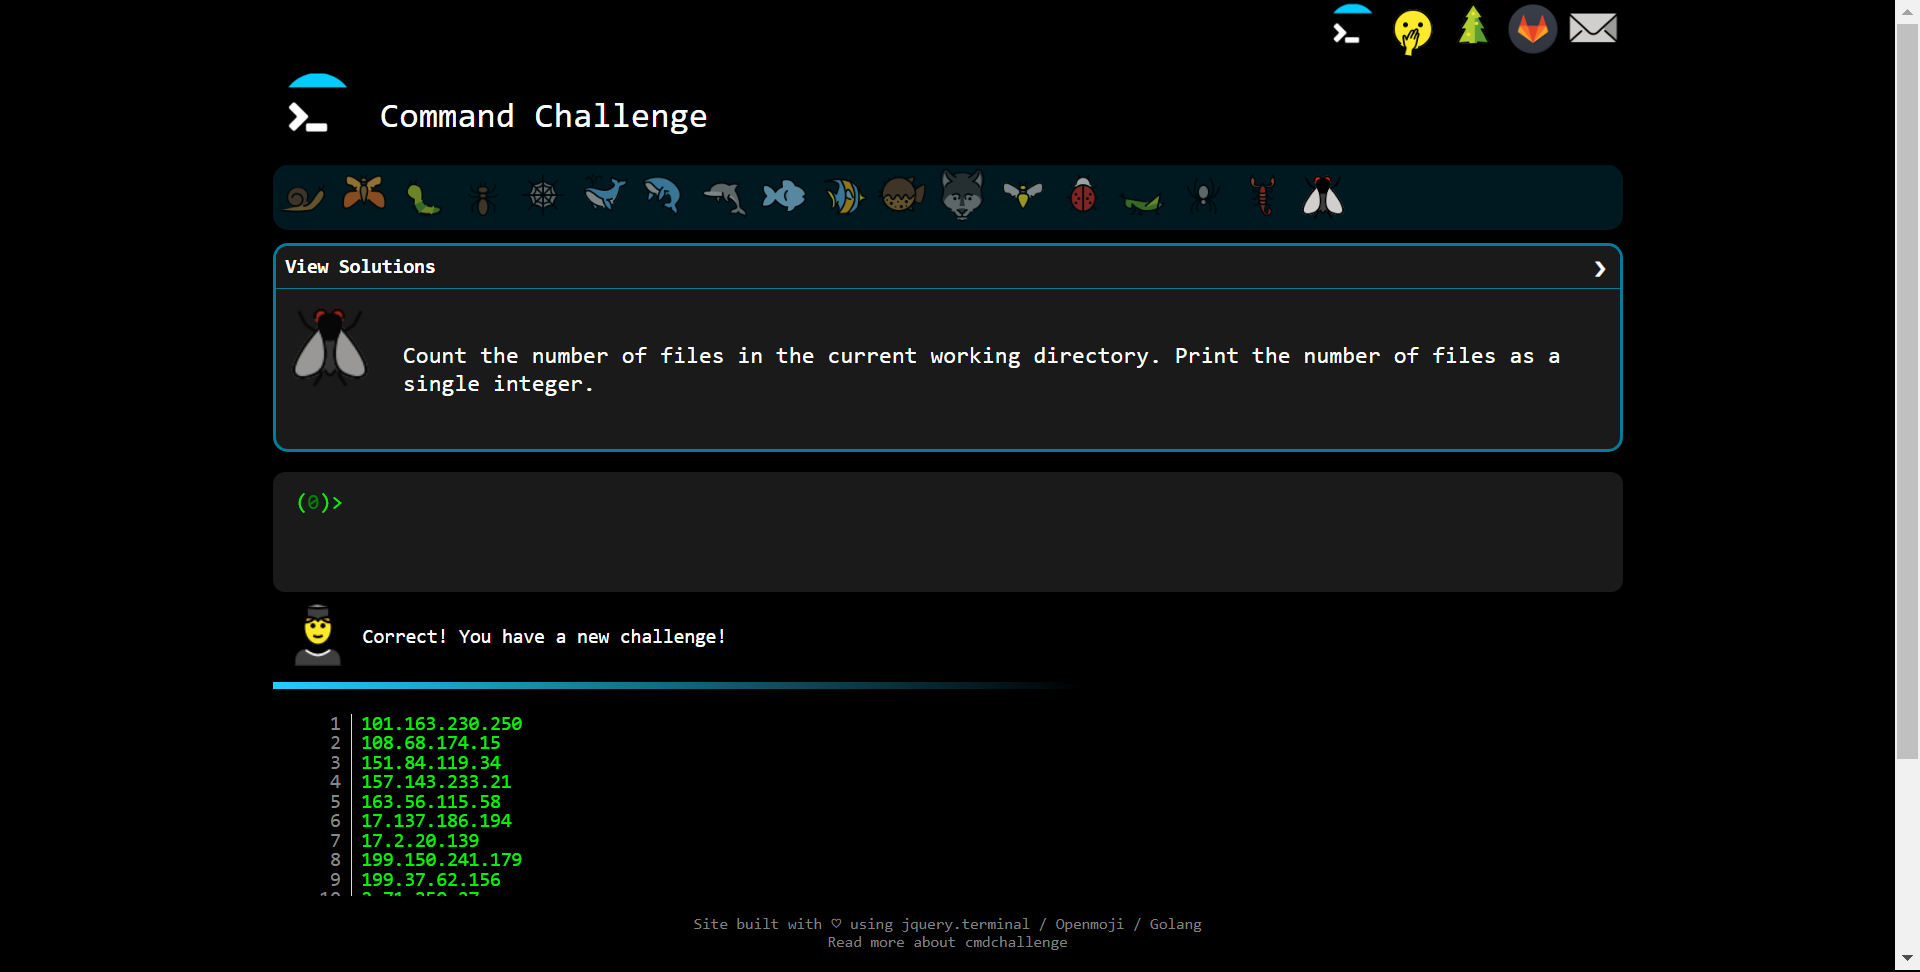 Command Challenge
View Solutions
Count the number of files in the current working directory. Print the number of files as a
single integer.
(0)>
Correct! You have a new challenge!
1 101.163.230.250
2 108.68.174.15
3 151.84.119.34
4 157.143.233.21
5 163.56.115.58
6 17.137.186.194
7 17.2.20.139
8 199.150.241.179
9 199.37.62.156
Site built with ♡ using jquery.terminal / Openmoji / Golang
Read more about cmdchallenge